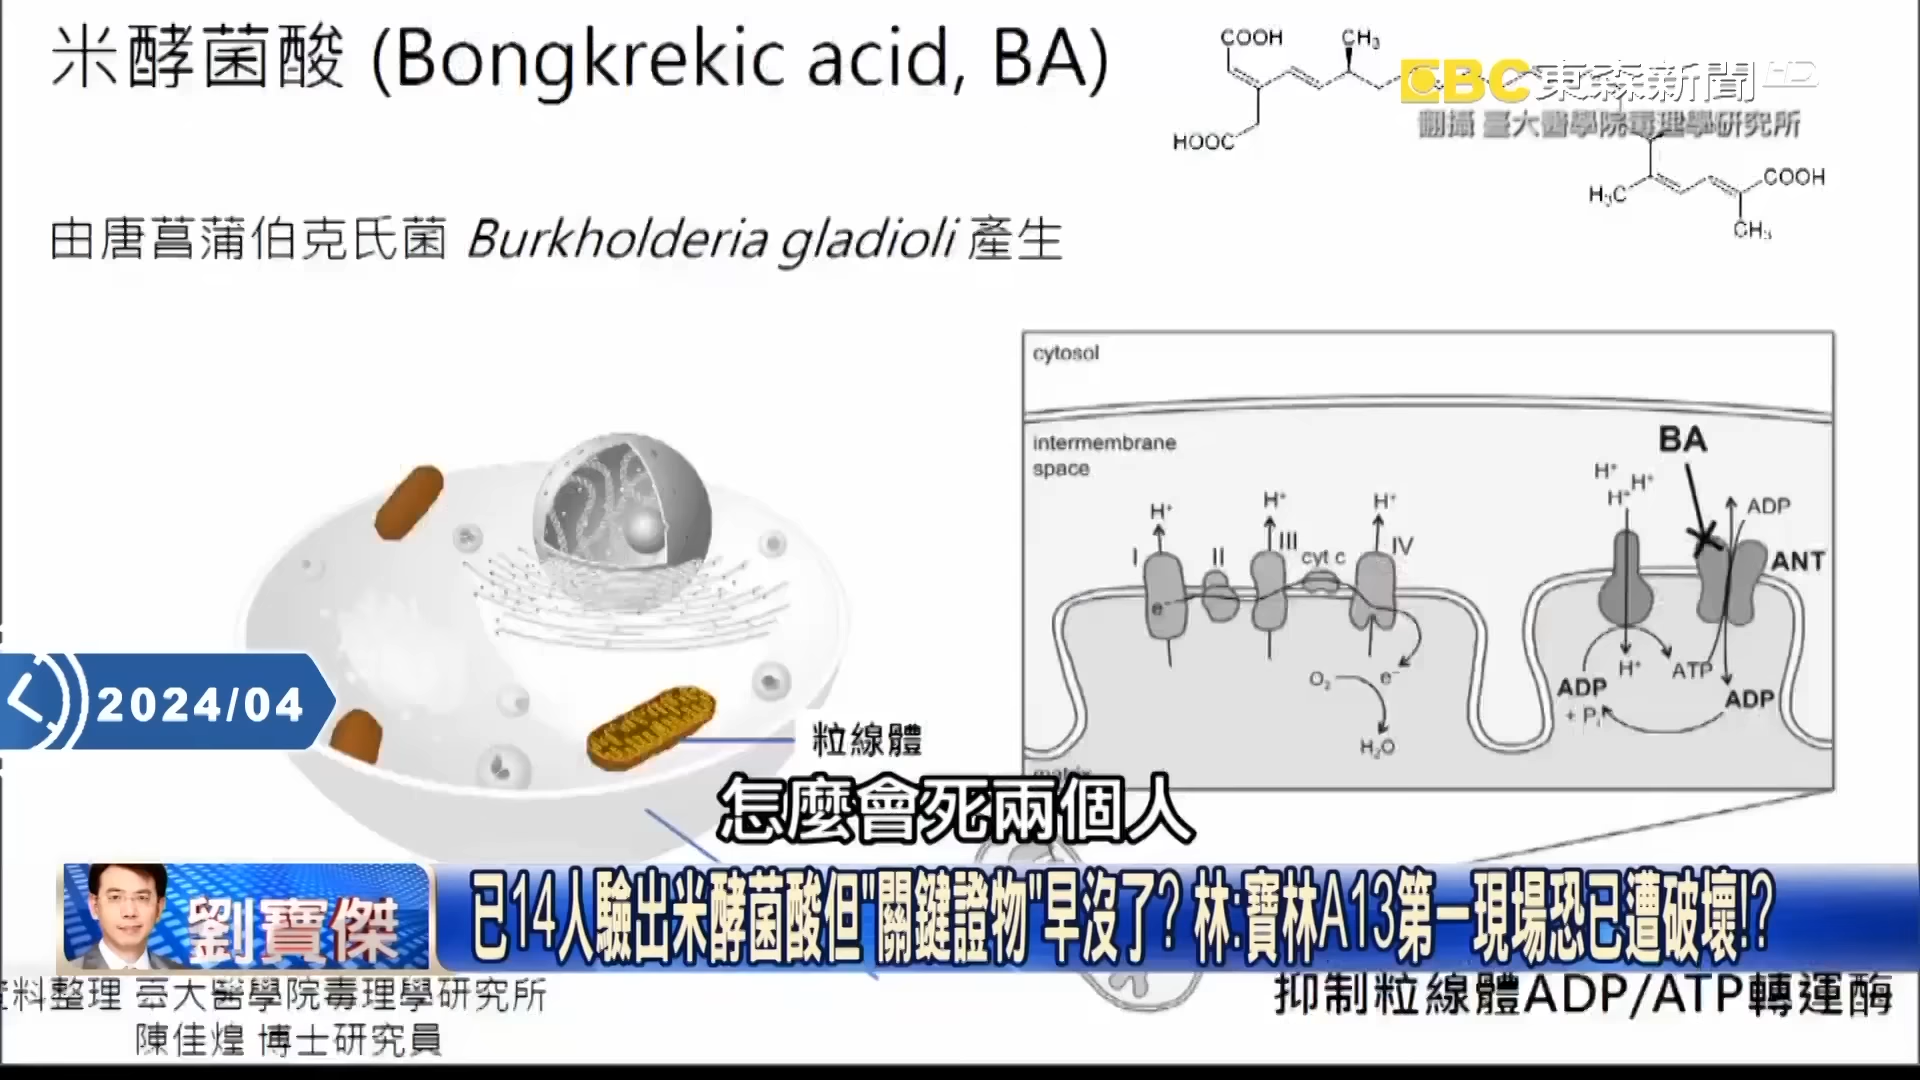 米酵菌酸 (Bongkrekic acid, BA)
COOH
CH₃
HOOC
EBC東森新聞HD
翻攝 臺大醫學院毒理學研究所
COOH
H₃C
CH₃
由唐菖蒲伯克氏菌 Burkholderia gladioli 產生
cytosol
intermembrane
space
BA
H⁺
H⁺
H⁺
H⁺
H⁺
H⁺
ADP
I
II
III
cyt c
IV
ANT
e⁻
O₂
e⁻
H⁺
ATP
ADP
+ Pᵢ
ADP
H₂O
matrix
2024/04
粒線體
怎麼會死兩個人
劉寶傑
已14人驗出米酵菌酸但"關鍵證物"早沒了? 林:寶林A13第一現場恐已遭破壞!?
資料整理 臺大醫學院毒理學研究所
陳佳煌 博士研究員
抑制粒線體ADP/ATP轉運酶